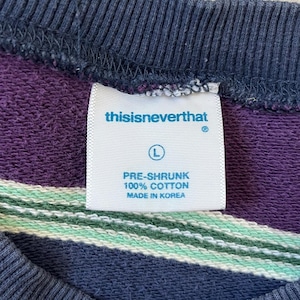 thisisneverthat
®
L
PRE-SHRUNK
100% COTTON
MADE IN KOREA